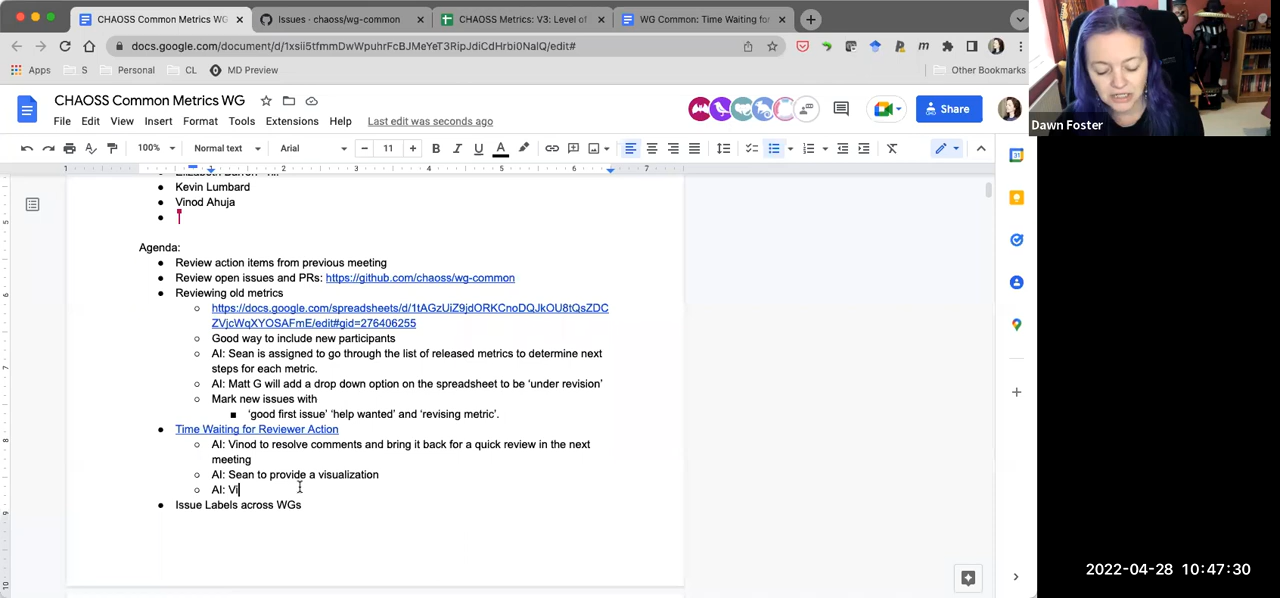 CHAOSS Common Metrics WG
Issues · chaoss/wg-common
CHAOSS Metrics: V3: Level of
WG Common: Time Waiting for
docs.google.com/document/d/1xsii5tfmmDwWpuhrFcBJMeYeT3RipJdiCdHrbi0NalQ/edit#
Apps
S
Personal
CL
MD Preview
Other Bookmarks
CHAOSS Common Metrics WG
File Edit View Insert Format Tools Extensions Help Last edit was seconds ago
Share
100% Normal text Arial 11
1 1 2 3 4 5 6 7
Kevin Lumbard
Vinod Ahuja
Agenda:
Review action items from previous meeting
Review open issues and PRs: https://github.com/chaoss/wg-common
Reviewing old metrics
https://docs.google.com/spreadsheets/d/1tAGzUiZ9jdORKCnoDQJkOU8tQsZDC
ZVjcWqXYOSAFmE/edit#gid=276406255
Good way to include new participants
AI: Sean is assigned to go through the list of released metrics to determine next
steps for each metric.
AI: Matt G will add a drop down option on the spreadsheet to be ‘under revision’
Mark new issues with
‘good first issue’ ‘help wanted’ and ‘revising metric’.
Time Waiting for Reviewer Action
AI: Vinod to resolve comments and bring it back for a quick review in the next
meeting
AI: Sean to provide a visualization
AI: Vi
Issue Labels across WGs
Dawn Foster
2022-04-28 10:47:30